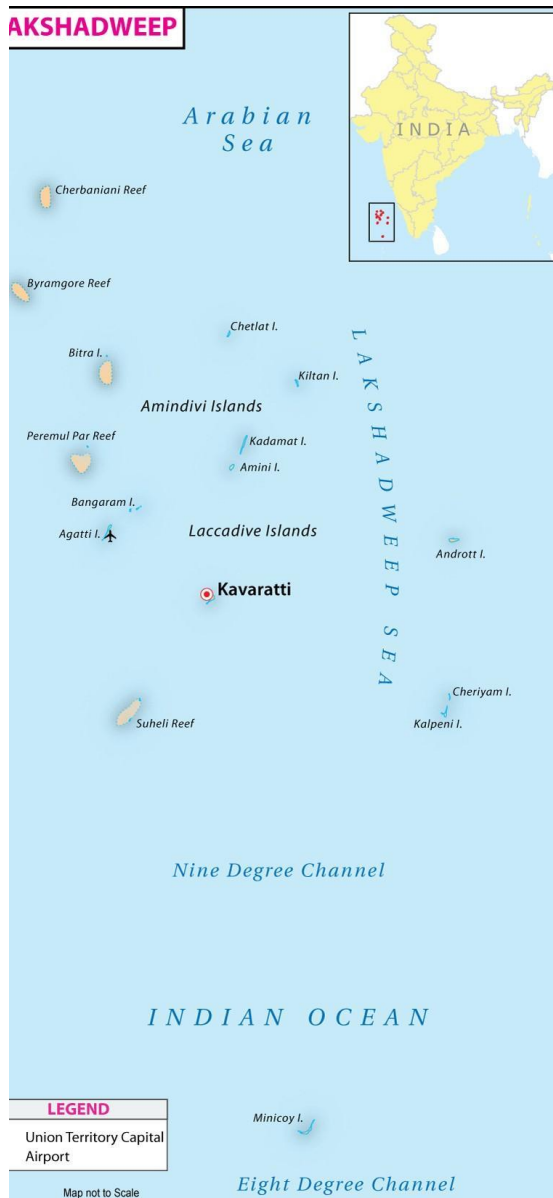 AKSHADWEEP
Arabian
Sea
INDIA
Cherbaniani Reef
Byramgore Reef
Chetlat I.
Bitra I.
Kiltan I.
Amindivi Islands
LAKSHADWEEP SEA
Peremul Par Reef
Kadamat I.
Amini I.
Bangaram I.
Agatti I.
Laccadive Islands
Andrott I.
Kavaratti
Cheriyam I.
Kalpeni I.
Suheli Reef
Nine Degree Channel
INDIAN OCEAN
LEGEND
Union Territory Capital
Airport
Map not to Scale
Minicoy I.
Eight Degree Channel